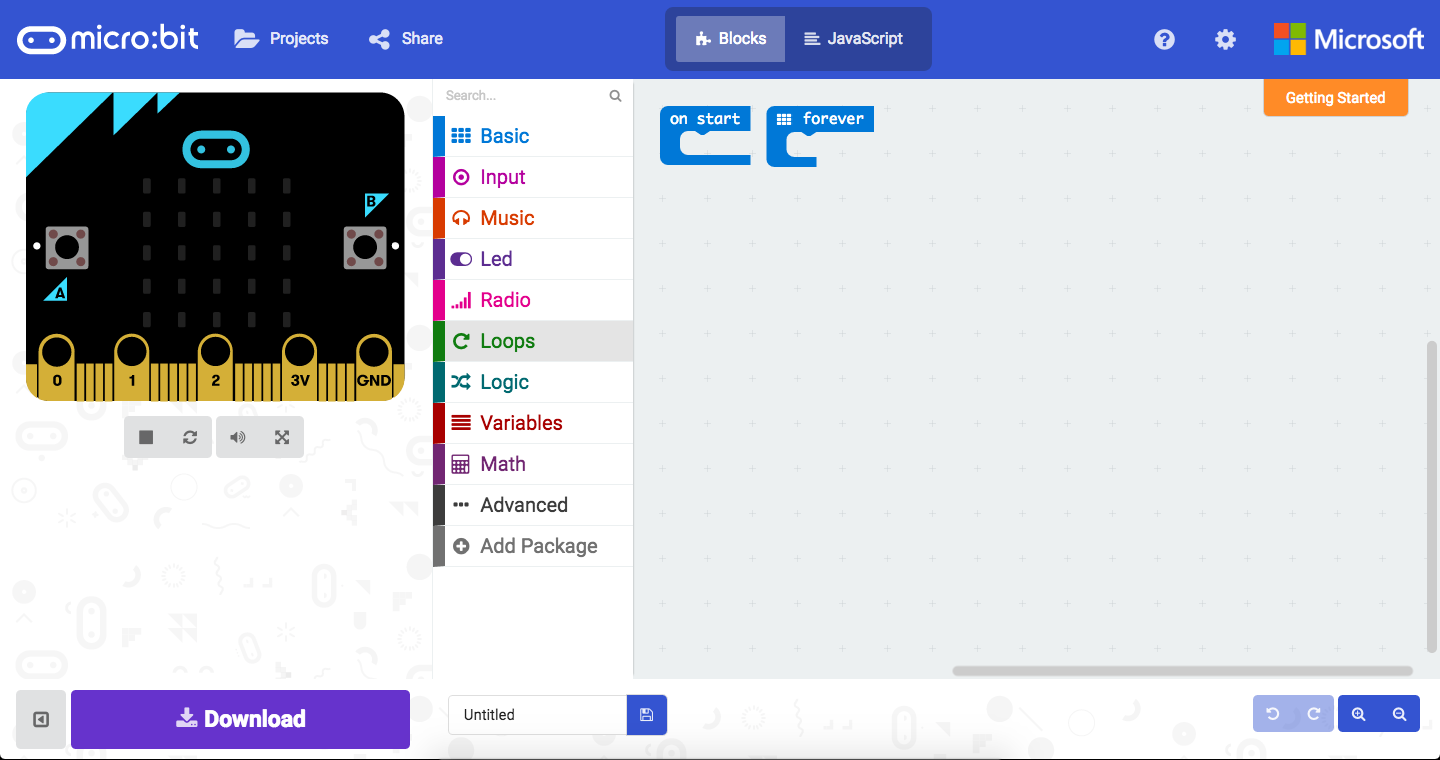 micro:bit
Projects
Share
Blocks
JavaScript
Microsoft
Getting Started
B
A
0 1 2 3V GND
Search...
Basic
Input
Music
Led
Radio
Loops
Logic
Variables
Math
Advanced
Add Package
on start
forever
Download
Untitled